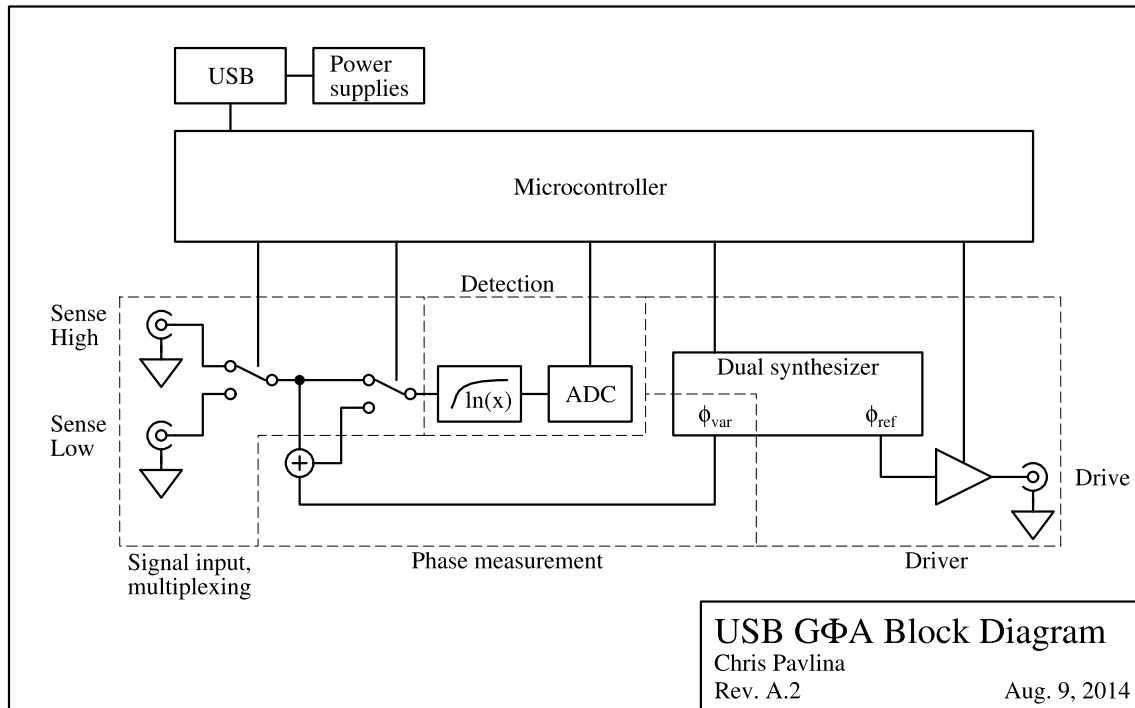 USB
Power
supplies
Microcontroller
Detection
Sense
High
Sense
Low
ln(x)
ADC
Dual synthesizer
ϕvar
ϕref
Drive
Signal input,
multiplexing
Phase measurement
Driver
USB GΦA Block Diagram
Chris Pavlina
Rev. A.2
Aug. 9, 2014